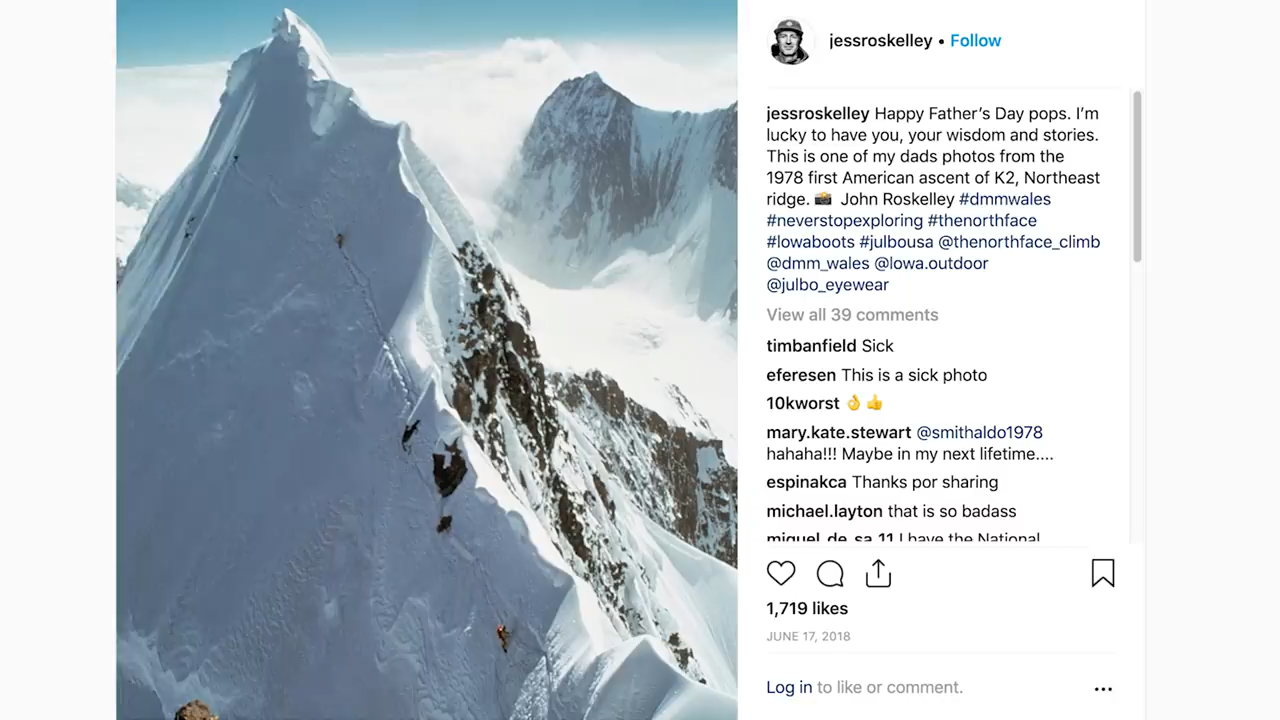 jessroskelley • Follow
jessroskelley Happy Father's Day pops. I'm
lucky to have you, your wisdom and stories.
This is one of my dads photos from the
1978 first American ascent of K2, Northeast
ridge. 📸 John Roskelley #dmmwales
#neverstopexploring #thenorthface
#lowaboots #julbousa @thenorthface_climb
@dmm_wales @lowa.outdoor
@julbo_eyewear
View all 39 comments
timbanfield Sick
eferesen This is a sick photo
10kworst 👌 👍
mary.kate.stewart @smithaldo1978
hahaha!!! Maybe in my next lifetime....
espinakca Thanks por sharing
michael.layton that is so badass
miguel_de_sa_11 I have the National
1,719 likes
JUNE 17, 2018
Log in to like or comment.